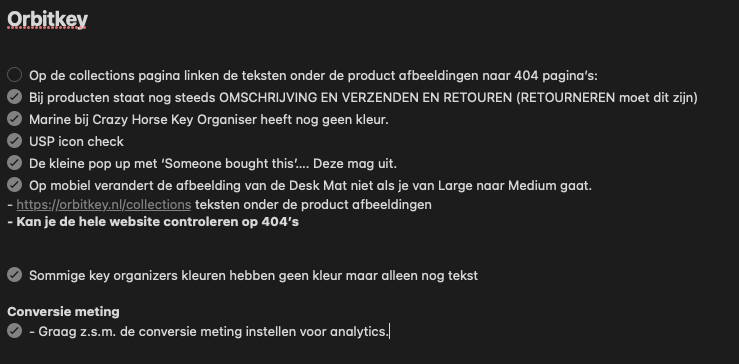 Orbitkey
Op de collections pagina linken de teksten onder de product afbeeldingen naar 404 pagina's:
Bij producten staat nog steeds OMSCHRIJVING EN VERZENDEN EN RETOUREN (RETOURNEREN moet dit zijn)
Marine bij Crazy Horse Key Organiser heeft nog geen kleur.
USP icon check
De kleine pop up met 'Someone bought this'.... Deze mag uit.
Op mobiel verandert de afbeelding van de Desk Mat niet als je van Large naar Medium gaat.
- https://orbitkey.nl/collections teksten onder de product afbeeldingen
- Kan je de hele website controleren op 404's
Sommige key organizers kleuren hebben geen kleur maar alleen nog tekst
Conversie meting
- Graag z.s.m. de conversie meting instellen voor analytics.